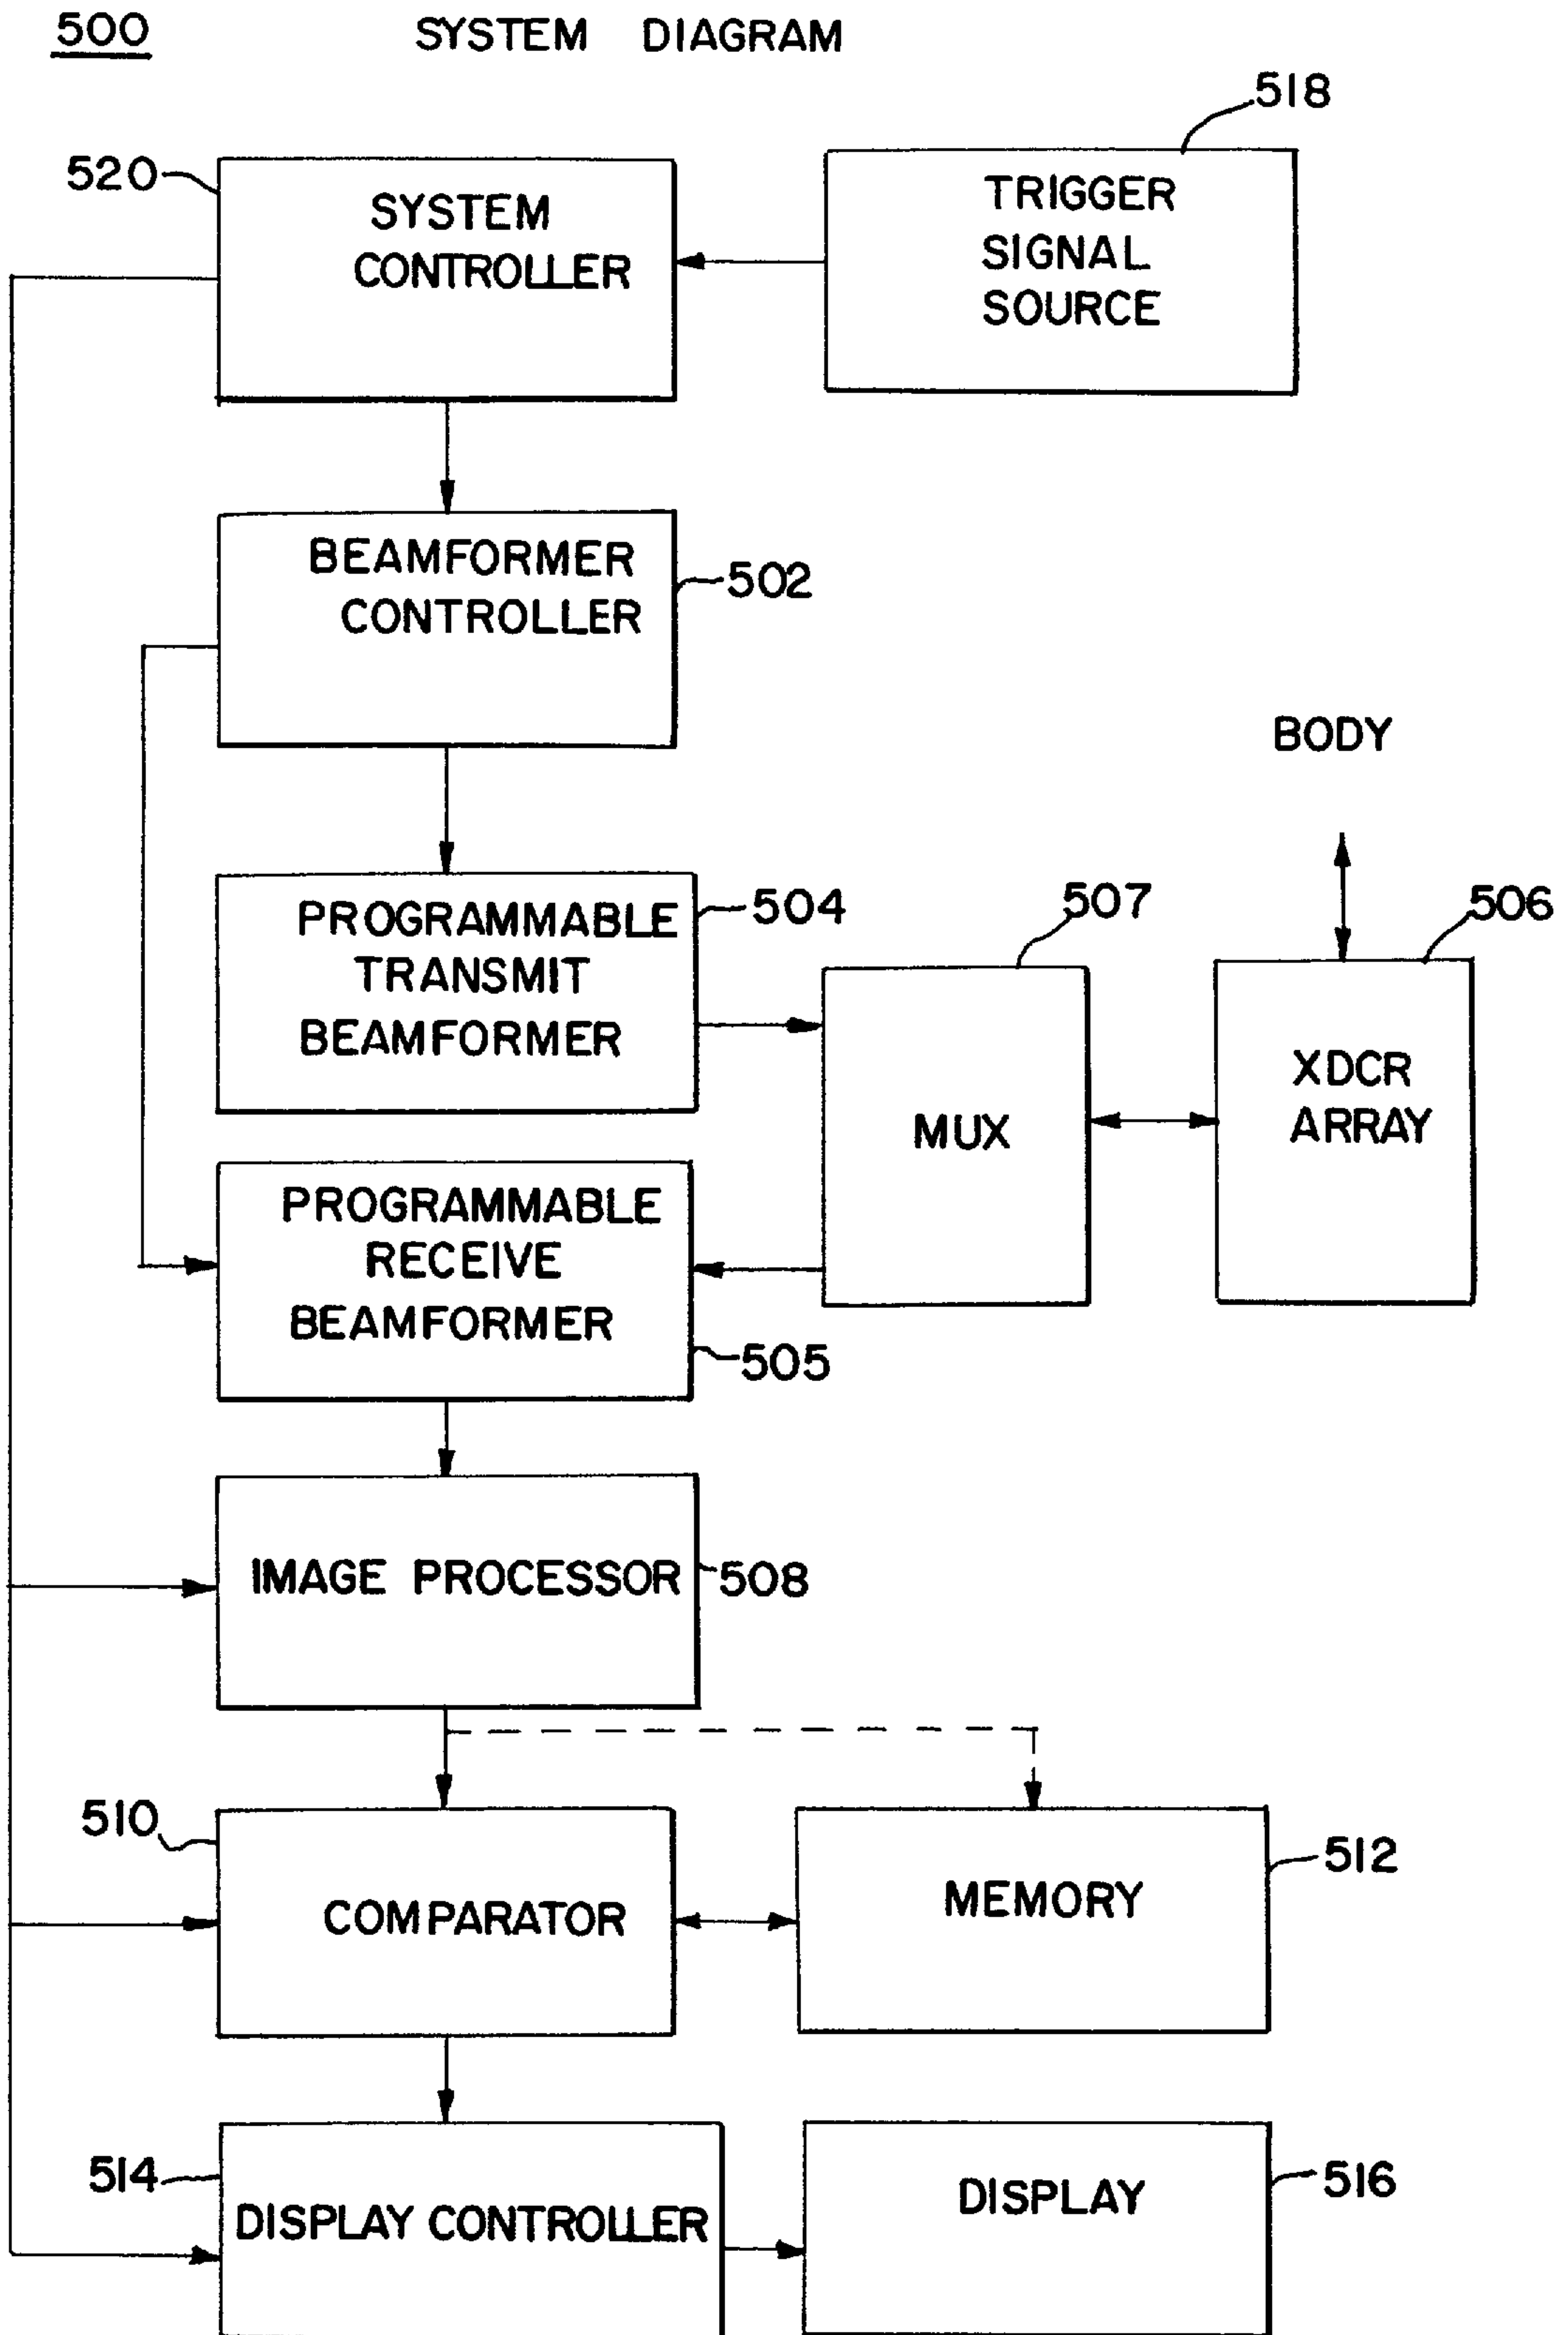 500
SYSTEM DIAGRAM
518
520
SYSTEM
CONTROLLER
TRIGGER
SIGNAL
SOURCE
BEAMFORMER
CONTROLLER
502
BODY
PROGRAMMABLE
TRANSMIT
BEAMFORMER
504
507
506
MUX
XDCR
ARRAY
PROGRAMMABLE
RECEIVE
BEAMFORMER
505
IMAGE PROCESSOR
508
510
COMPARATOR
MEMORY
512
514
DISPLAY CONTROLLER
DISPLAY
516